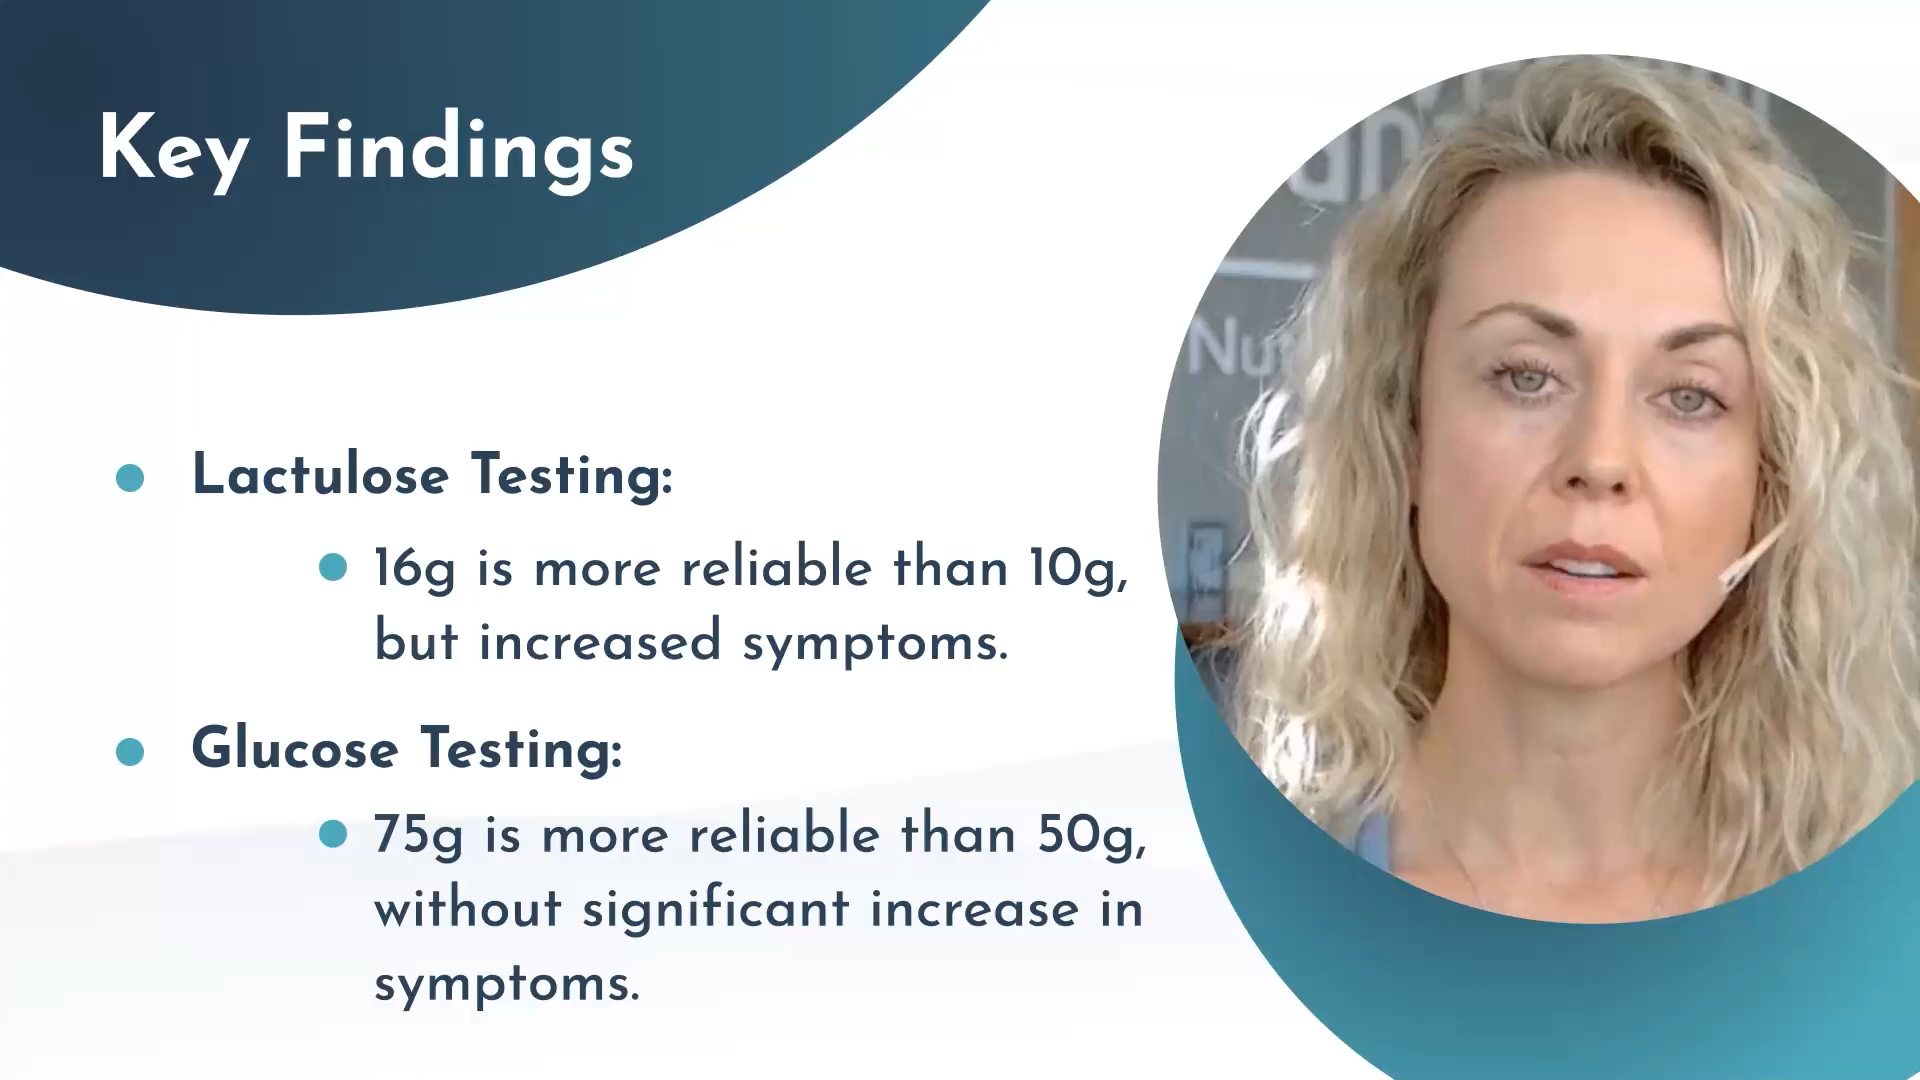 Key Findings
Lactulose Testing:
16g is more reliable than 10g,
but increased symptoms.
Glucose Testing:
75g is more reliable than 50g,
without significant increase in
symptoms.